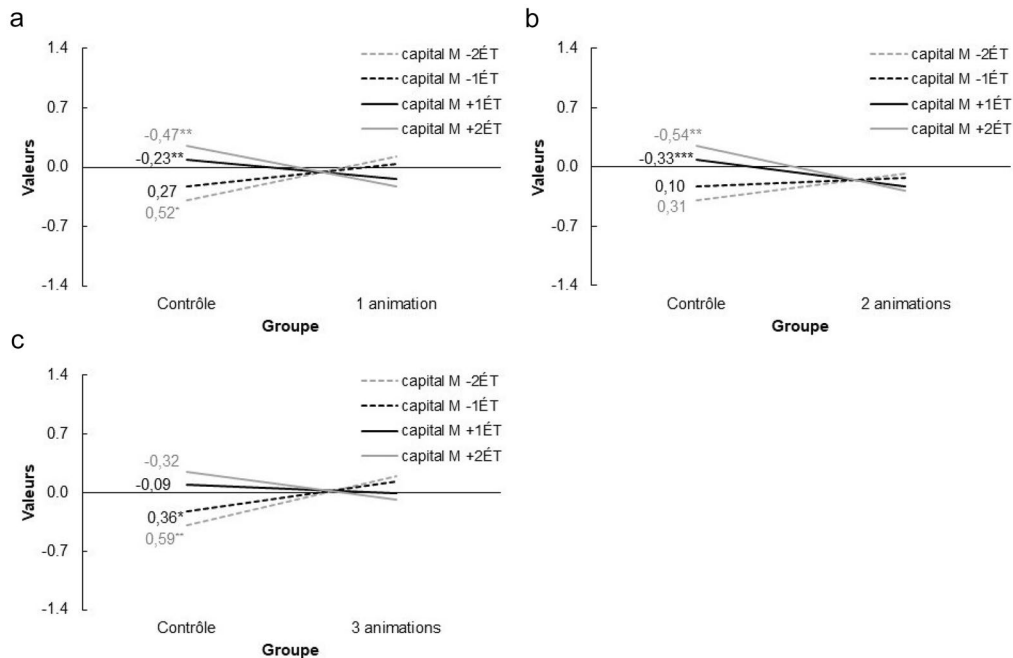 a
1.4
0.7
0.0
-0.7
-1.4
Valeurs
capital M -2ÉT
capital M -1ÉT
capital M +1ÉT
capital M +2ÉT
-0,47**
-0,23**
0,27
0,52*
Contrôle
1 animation
Groupe
b
1.4
0.7
0.0
-0.7
-1.4
Valeurs
capital M -2ÉT
capital M -1ÉT
capital M +1ÉT
capital M +2ÉT
-0,54**
-0,33***
0,10
0,31
Contrôle
2 animations
Groupe
c
1.4
0.7
0.0
-0.7
-1.4
Valeurs
capital M -2ÉT
capital M -1ÉT
capital M +1ÉT
capital M +2ÉT
-0,32
-0,09
0,36*
0,59**
Contrôle
3 animations
Groupe